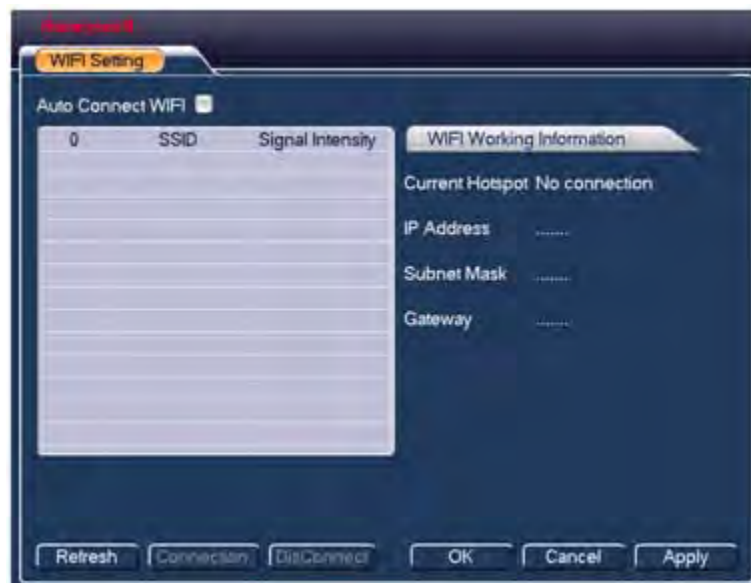 Honeywell
WIFI Setting
Auto Connect WIFI
0 SSID Signal Intensity
WIFI Working Information
Current Hotspot No connection
IP Address ........
Subnet Mask ........
Gateway ........
Refresh Connection DisConnect OK Cancel Apply